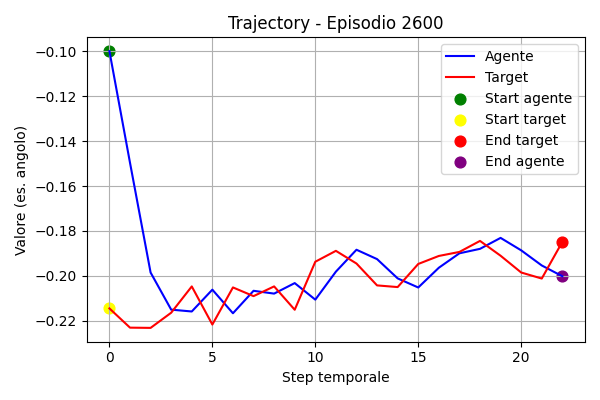 Trajectory - Episodio 2600
Valore (es. angolo)
−0.10
−0.12
−0.14
−0.16
−0.18
−0.20
−0.22
0
5
10
15
20
Step temporale
Agente
Target
Start agente
Start target
End target
End agente